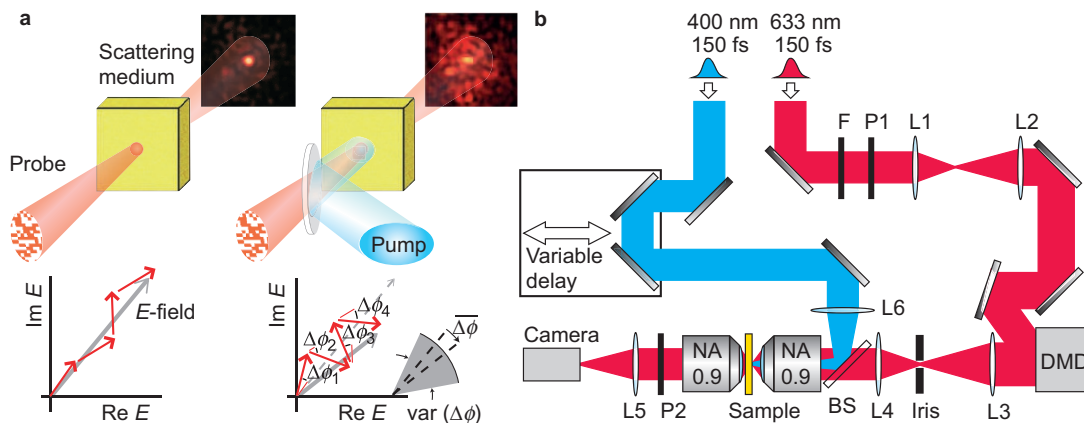 a
Scattering
medium
Probe
Pump
Im E
E-field
Re E
Im E
Δϕ1
Δϕ2
Δϕ3
Δϕ4
Δϕ
Re E
var (Δϕ)
b
400 nm
150 fs
633 nm
150 fs
F
P1
L1
L2
Variable
delay
L6
Camera
NA
0.9
NA
0.9
DMD
L5
P2
Sample
BS
L4
Iris
L3